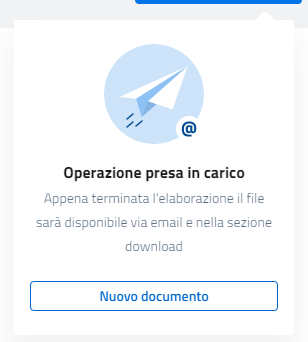 @
Operazione presa in carico
Appena terminata l'elaborazione il file
sarà disponibile via email e nella sezione
download
Nuovo documento